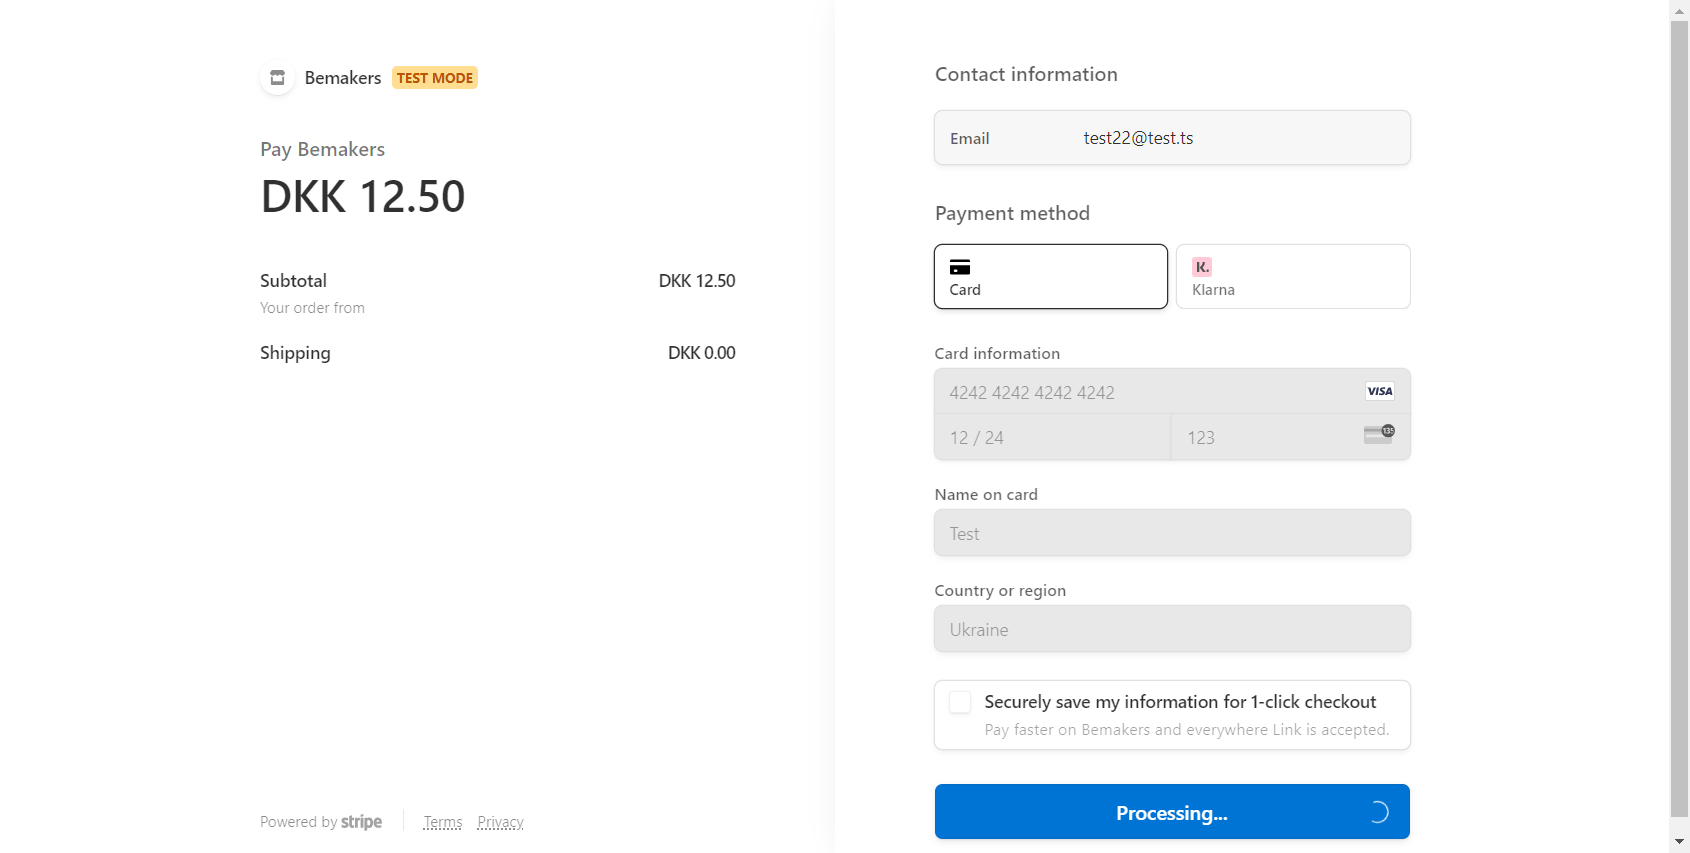 Bemakers TEST MODE
Pay Bemakers
DKK 12.50
Subtotal DKK 12.50
Your order from
Shipping DKK 0.00
Powered by stripe Terms Privacy
Contact information
Email test22@test.ts
Payment method
Card
K.
Klarna
Card information
4242 4242 4242 4242 VISA
12 / 24 123 135
Name on card
Test
Country or region
Ukraine
Securely save my information for 1-click checkout
Pay faster on Bemakers and everywhere Link is accepted.
Processing...